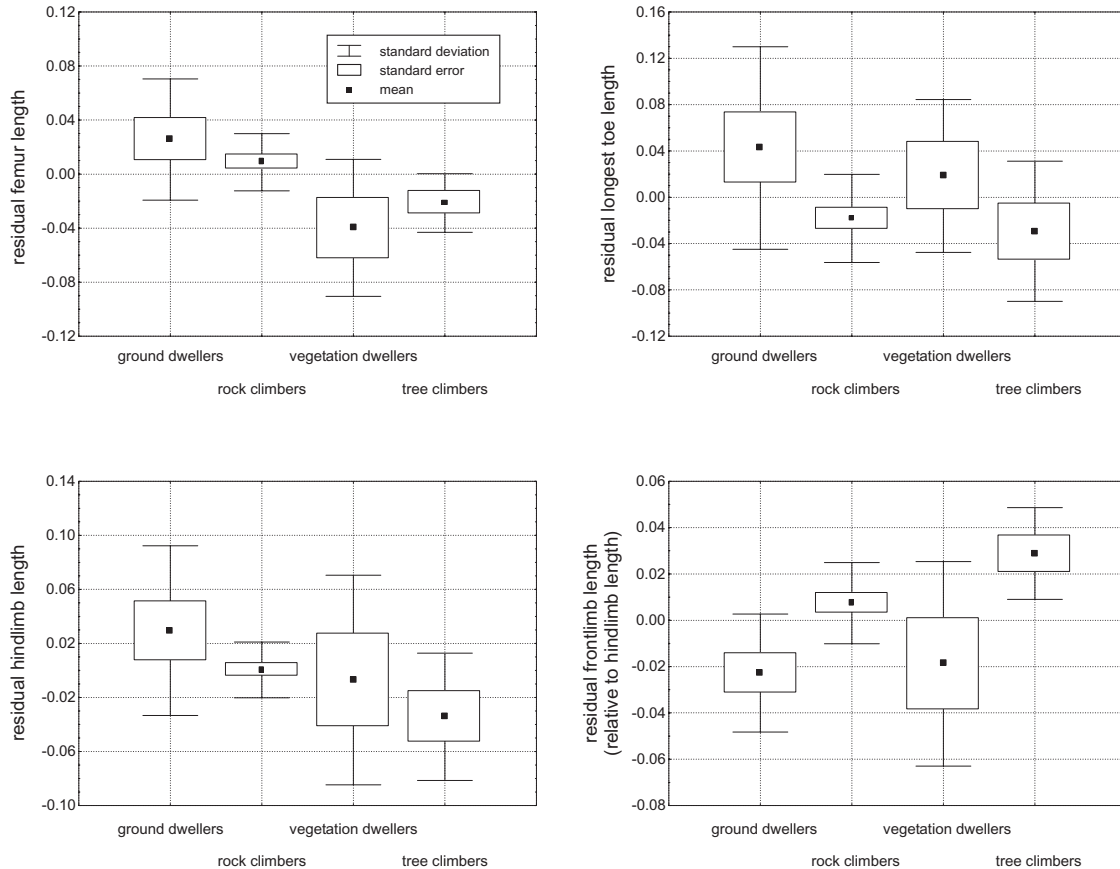 0.12
0.08
0.04
0.00
-0.04
-0.08
-0.12
residual femur length
standard deviation
standard error
mean
ground dwellers
vegetation dwellers
rock climbers
tree climbers
0.16
0.12
0.08
0.04
0.00
-0.04
-0.08
-0.12
residual longest toe length
ground dwellers
vegetation dwellers
rock climbers
tree climbers
0.14
0.10
0.06
0.02
-0.02
-0.06
-0.10
residual hindlimb length
ground dwellers
vegetation dwellers
rock climbers
tree climbers
0.06
0.04
0.02
0.00
-0.02
-0.04
-0.06
-0.08
residual frontlimb length
(relative to hindlimb length)
ground dwellers
vegetation dwellers
rock climbers
tree climbers